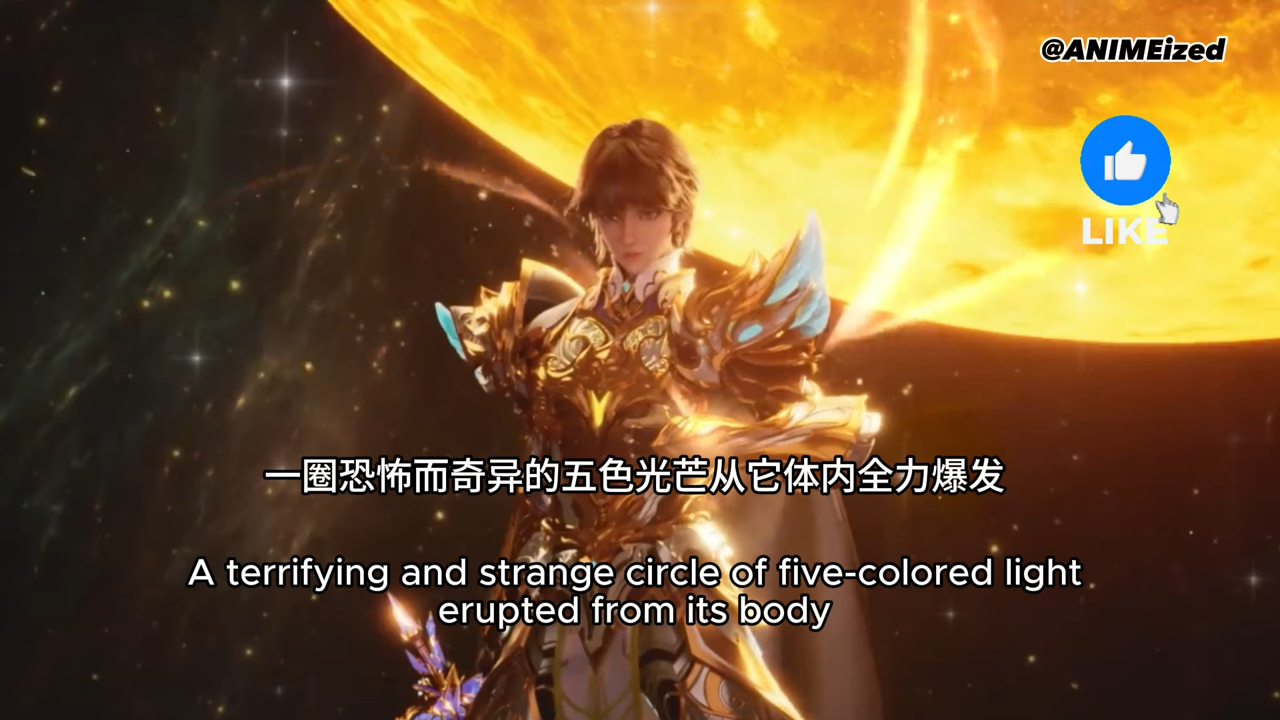 @ANIMEized
LIKE
一圈恐怖而奇异的五色光芒从它体内全力爆发
A terrifying and strange circle of five-colored light
erupted from its body